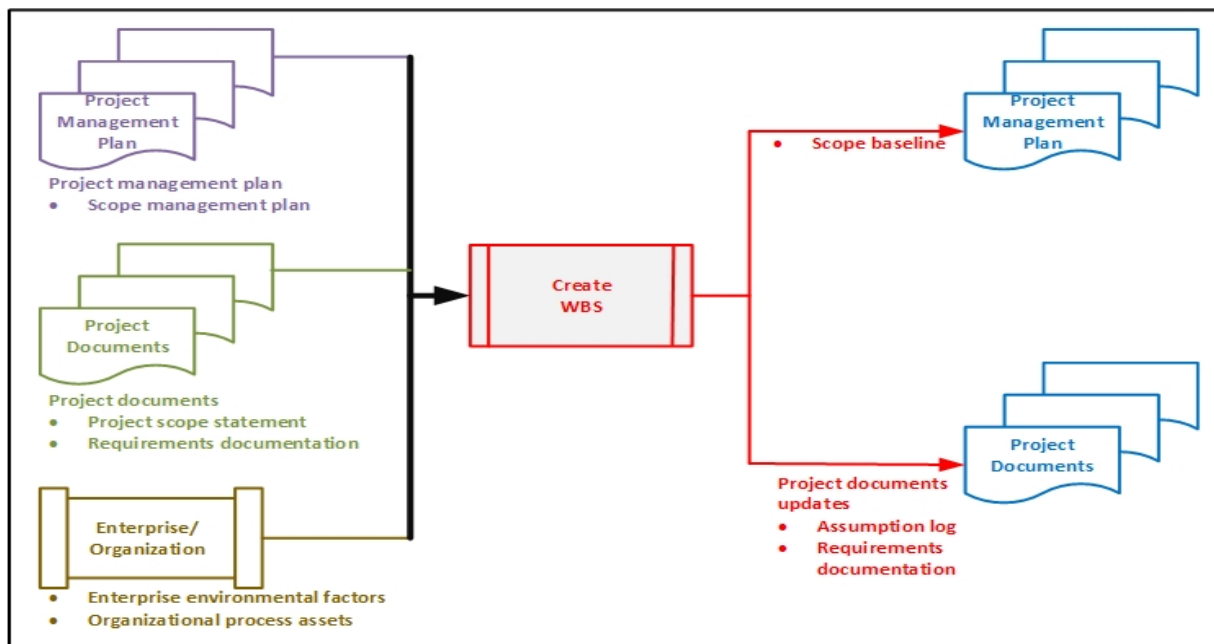 Project
Management
Plan
Project management plan
• Scope management plan
Project
Documents
Project documents
• Project scope statement
• Requirements documentation
Enterprise/
Organization
• Enterprise environmental factors
• Organizational process assets
Create
WBS
• Scope baseline
Project
Management
Plan
Project documents
updates
• Assumption log
• Requirements
documentation
Project
Documents